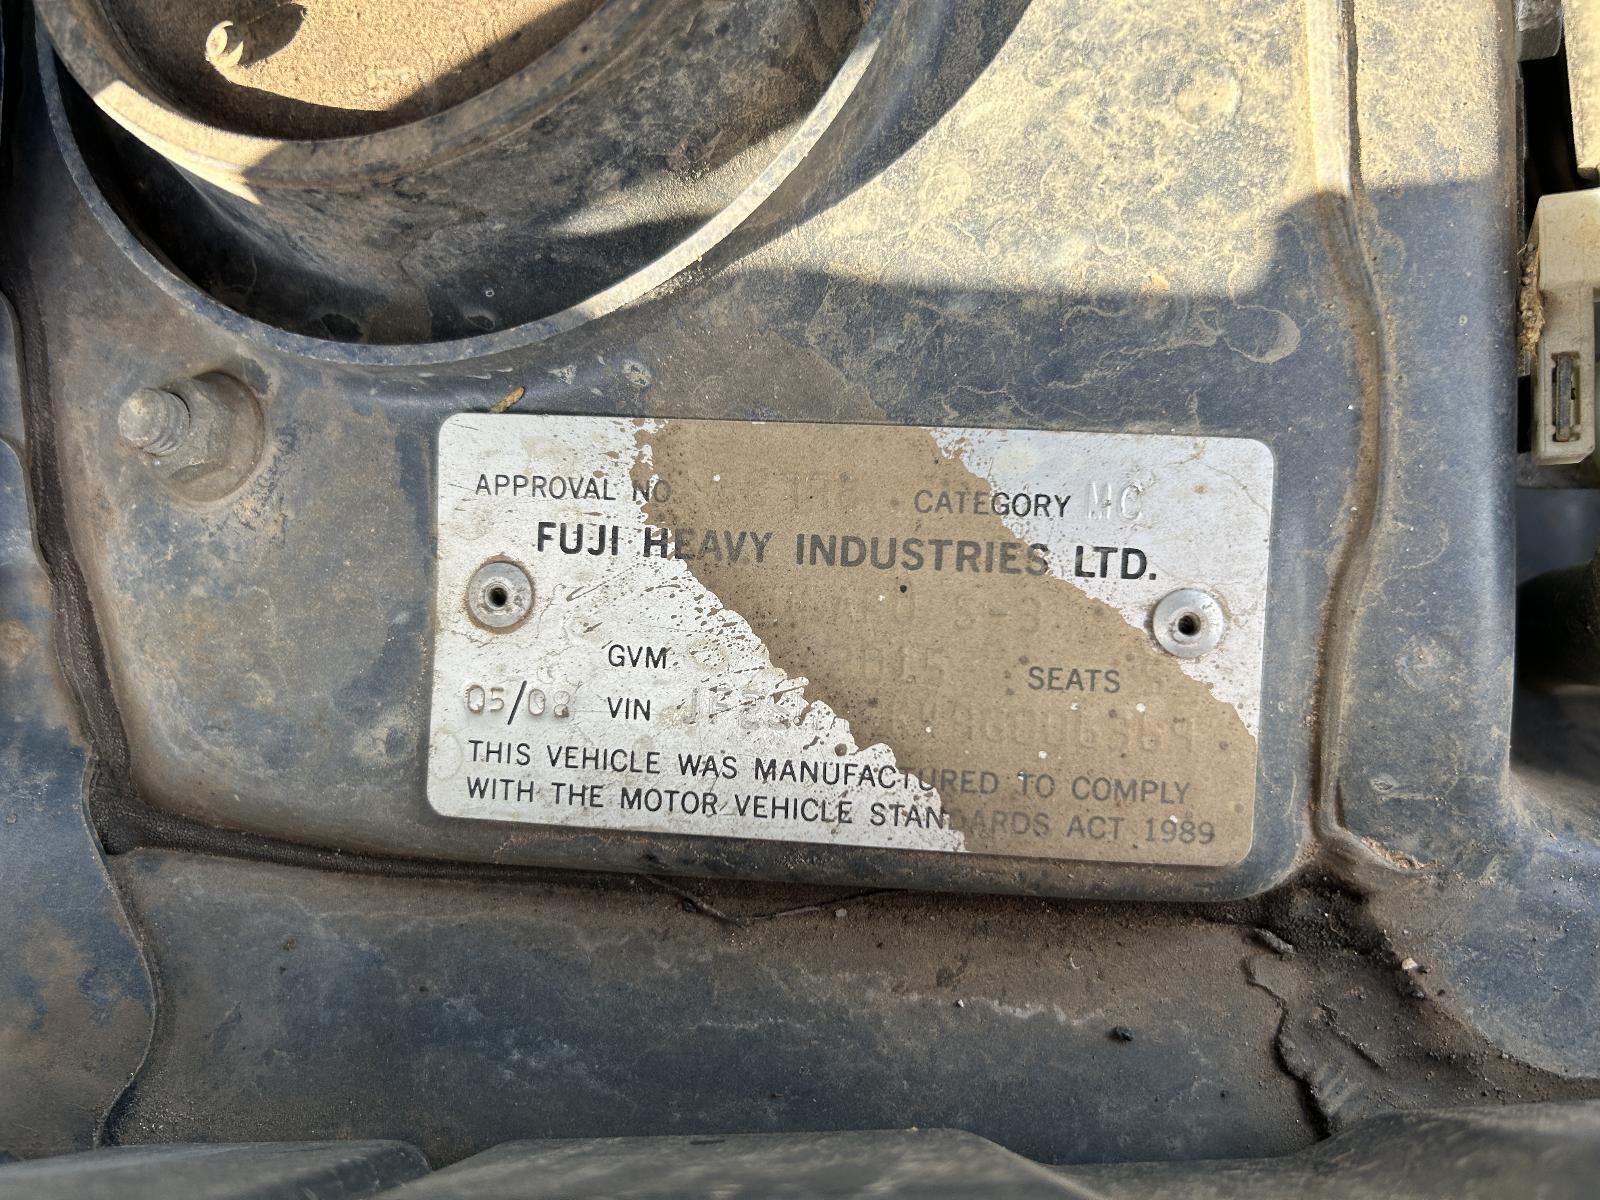 APPROVAL NO CATEGORY MC
FUJI HEAVY INDUSTRIES LTD.
GVM SEATS
05/08 VIN
THIS VEHICLE WAS MANUFACTURED TO COMPLY
WITH THE MOTOR VEHICLE STANDARDS ACT 1989